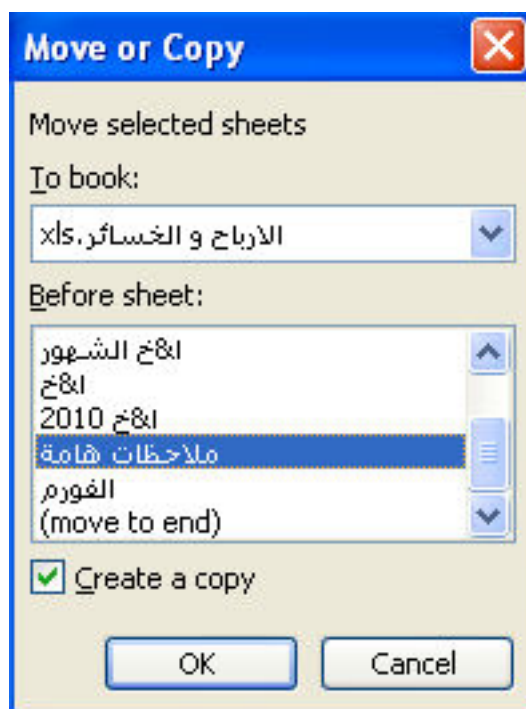 Move or Copy
Move selected sheets
To book:
الارباح و الخسائر.xls
Before sheet:
ا&خ الشهور
ا&خ
ا&خ 2010
ملاحظات هامة
الفورم
(move to end)
Create a copy
OK
Cancel